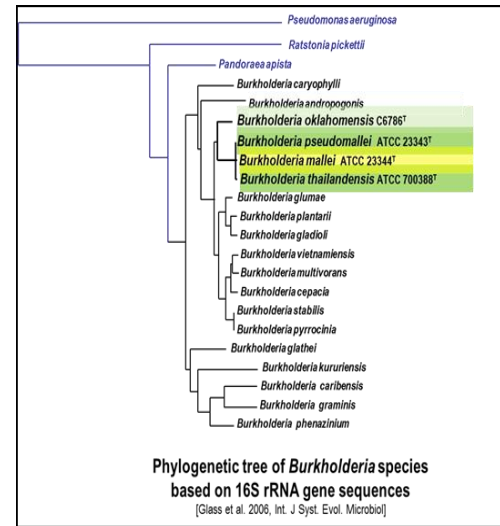 Pseudomonas aeruginosa
Ratstonia pickettii
Pandoraea apista
Burkholderia caryophylli
Burkholderia andropogonis
Burkholderia oklahomensis C6786ᵀ
Burkholderia pseudomallei ATCC 23343ᵀ
Burkholderia mallei ATCC 23344ᵀ
Burkholderia thailandensis ATCC 700388ᵀ
Burkholderia glumae
Burkholderia plantarii
Burkholderia gladioli
Burkholderia vietnamiensis
Burkholderia multivorans
Burkholderia cepacia
Burkholderia stabilis
Burkholderia pyrrocinia
Burkholderia glathei
Burkholderia kururiensis
Burkholderia caribensis
Burkholderia graminis
Burkholderia phenazinium
Phylogenetic tree of Burkholderia species
based on 16S rRNA gene sequences
[Glass et al. 2006, Int. J Syst. Evol. Microbiol]